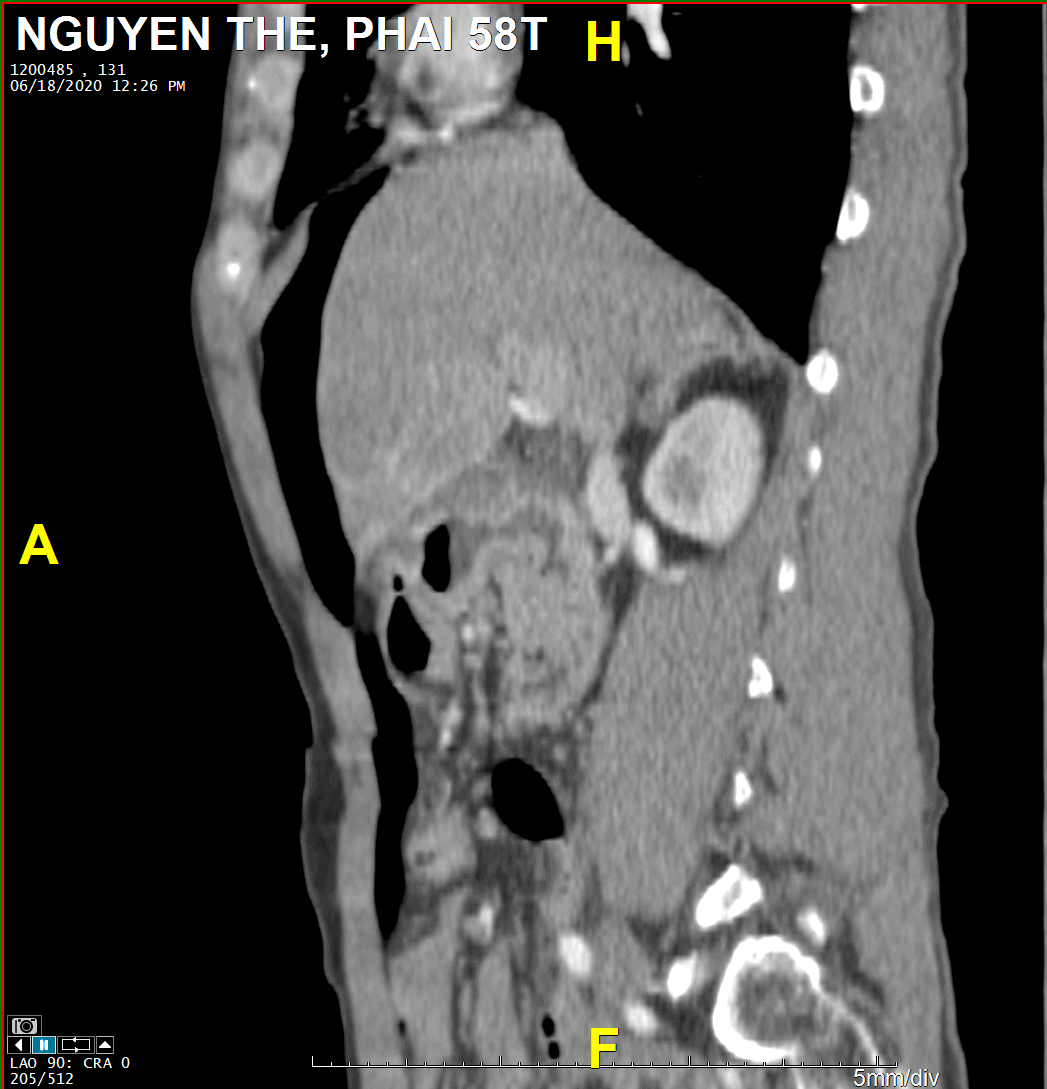 NGUYEN THE, PHAI 58T
H
1200485 , 131
06/18/2020 12:26 PM
A
LAO 90: CRA 0
205/512
F
5mm/div